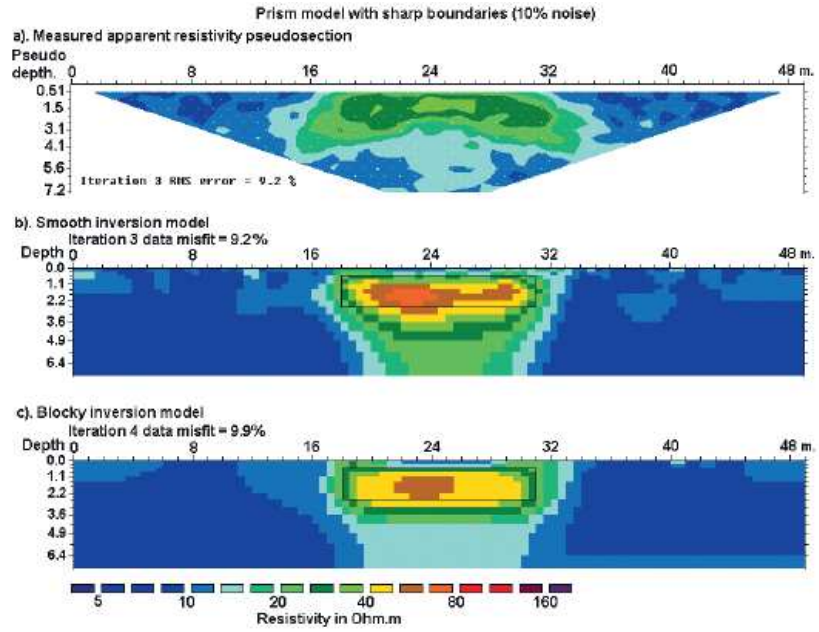 Prism model with sharp boundaries (10% noise)
a). Measured apparent resistivity pseudosection
Pseudo
depth. 0 8 16 24 32 40 48 m.
0.51
1.5
3.1
4.1
5.6
Iteration 3 RMS error = 9.2 %
7.2
b). Smooth inversion model
Iteration 3 data misfit = 9.2%
Depth 0 8 16 24 32 40 48 m.
0.0
1.1
2.2
3.6
4.9
6.4
c). Blocky inversion model
Iteration 4 data misfit = 9.9%
Depth 0 8 16 24 32 40 48 m.
0.0
1.1
2.2
3.6
4.9
6.4
5 10 20 40 80 160
Resistivity in Ohm.m